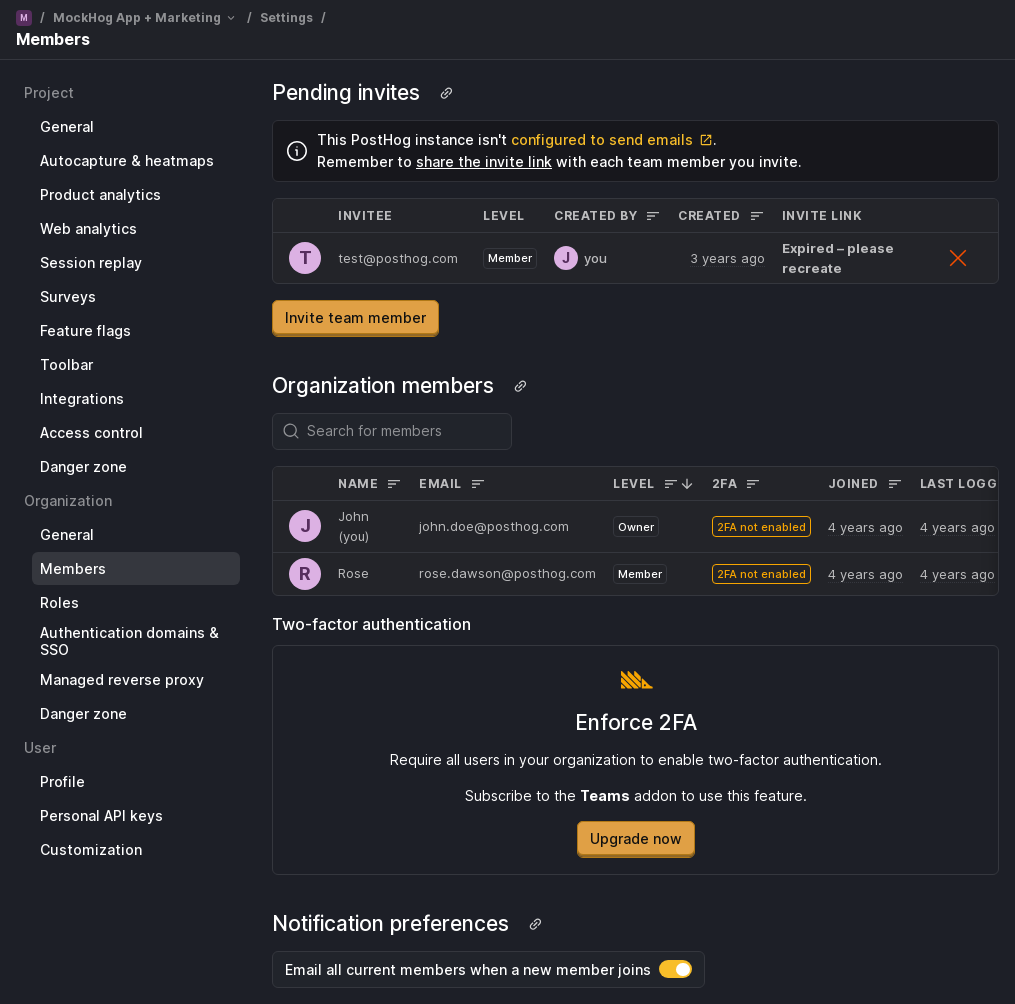 M / MockHog App + Marketing / Settings /
Members
Project
General
Autocapture & heatmaps
Product analytics
Web analytics
Session replay
Surveys
Feature flags
Toolbar
Integrations
Access control
Danger zone
Organization
General
Members
Roles
Authentication domains &
SSO
Managed reverse proxy
Danger zone
User
Profile
Personal API keys
Customization
Pending invites
This PostHog instance isn't configured to send emails.
Remember to share the invite link with each team member you invite.
INVITEE LEVEL CREATED BY CREATED INVITE LINK
T test@posthog.com Member J you 3 years ago Expired – please
recreate
Invite team member
Organization members
Search for members
NAME EMAIL LEVEL 2FA JOINED LAST LOGG
J John john.doe@posthog.com Owner 2FA not enabled 4 years ago 4 years ago
(you)
R Rose rose.dawson@posthog.com Member 2FA not enabled 4 years ago 4 years ago
Two-factor authentication
Enforce 2FA
Require all users in your organization to enable two-factor authentication.
Subscribe to the Teams addon to use this feature.
Upgrade now
Notification preferences
Email all current members when a new member joins